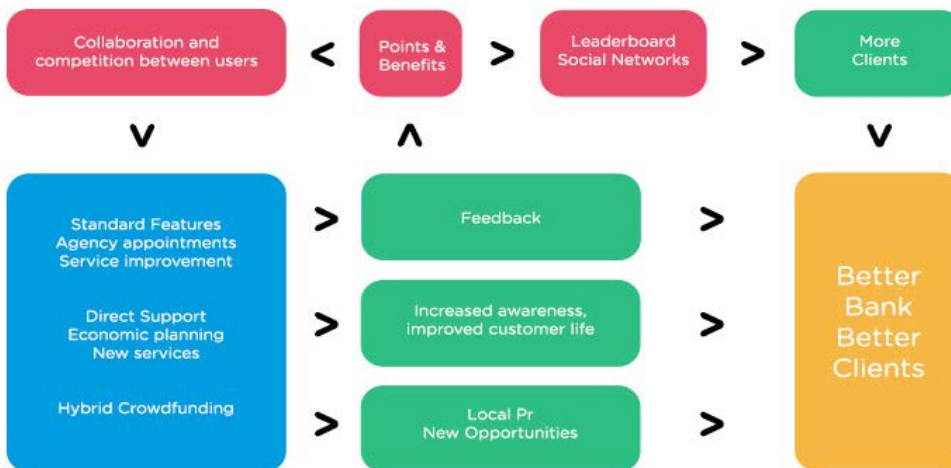 Collaboration and
competition between users
Points &
Benefits
Leaderboard
Social Networks
More
Clients
Standard Features
Agency appointments
Service improvement
Direct Support
Economic planning
New services
Hybrid Crowdfunding
Feedback
Increased awareness,
improved customer life
Local Pr
New Opportunities
Better
Bank
Better
Clients